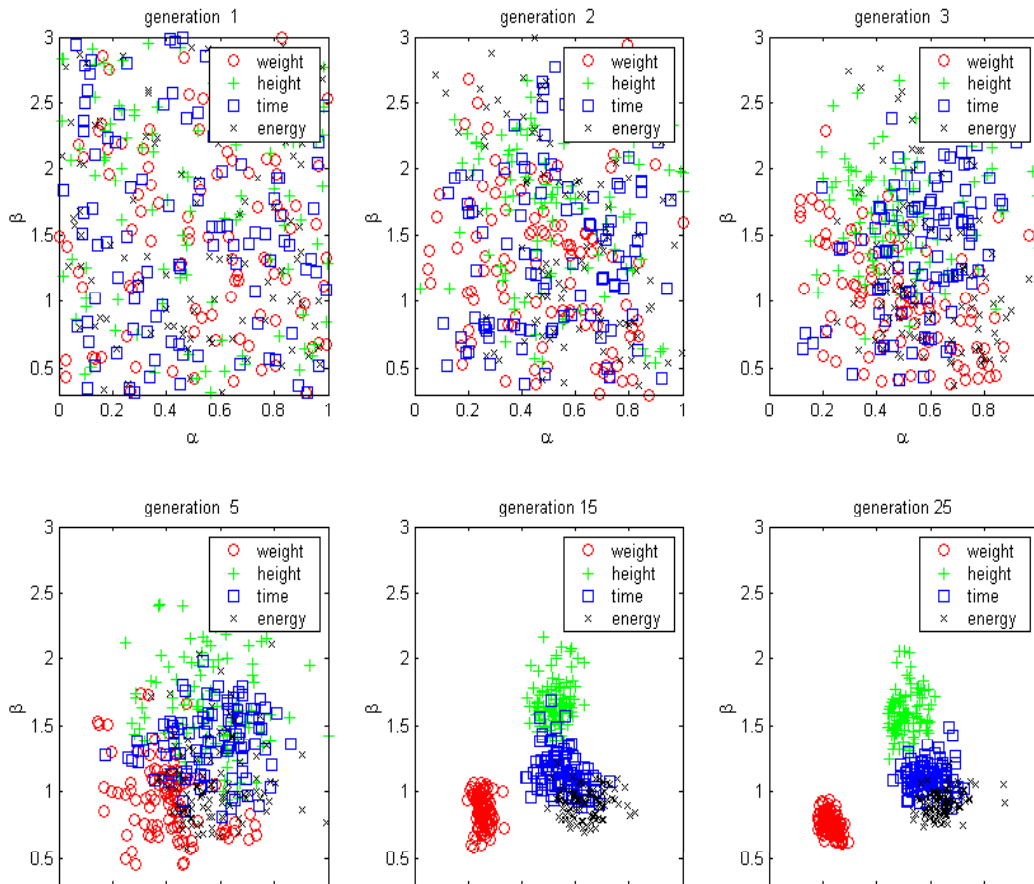 generation 1
3
2.5
2
β
1.5
1
0.5
0 0.2 0.4 0.6 0.8 1
α
weight
height
time
energy
generation 2
3
2.5
2
β
1.5
1
0.5
0 0.2 0.4 0.6 0.8 1
α
weight
height
time
energy
generation 3
3
2.5
2
β
1.5
1
0.5
0 0.2 0.4 0.6 0.8
α
weight
height
time
energy
generation 5
3
2.5
2
β
1.5
1
0.5
weight
height
time
energy
generation 15
3
2.5
2
β
1.5
1
0.5
weight
height
time
energy
generation 25
3
2.5
2
β
1.5
1
0.5
weight
height
time
energy